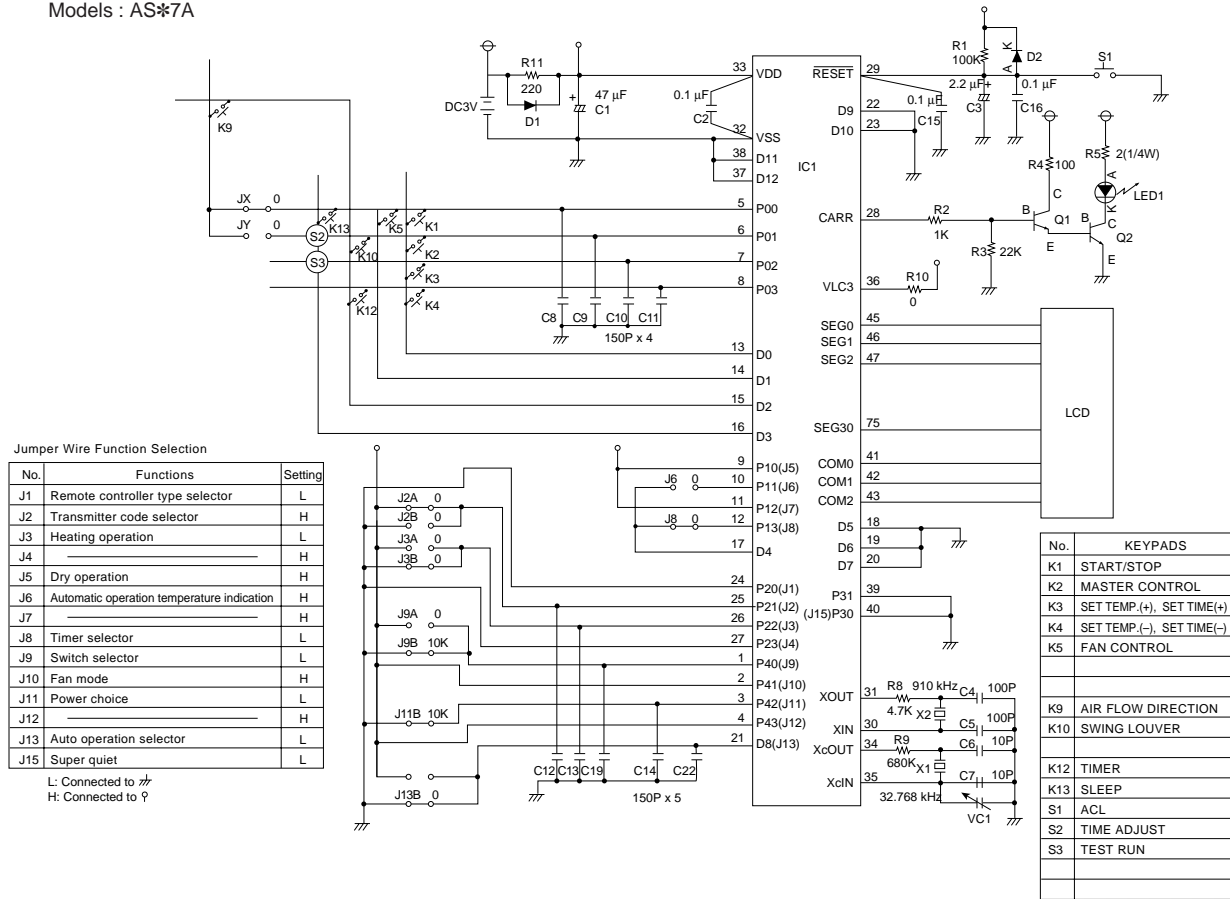 Models : AS✱7A
R11
220
D1
DC3V
47 μF
+
C1
0.1 μF
C2
33 VDD
32 VSS
38 D11
37 D12
5 P00
6 P01
7 P02
8 P03
13 D0
14 D1
15 D2
16 D3
9 P10(J5)
10 P11(J6)
11 P12(J7)
12 P13(J8)
17 D4
24 P20(J1)
25 P21(J2)
26 P22(J3)
27 P23(J4)
1 P40(J9)
2 P41(J10)
3 P42(J11)
4 P43(J12)
21 D8(J13)
IC1
RESET 29
D9 22
D10 23
CARR 28
VLC3 36
SEG0 45
SEG1 46
SEG2 47
SEG30 75
COM0 41
COM1 42
COM2 43
D5 18
D6 19
D7 20
P31 39
(J15)P30 40
XOUT 31
XIN 30
XcOUT 34
XcIN 35
R1
100K
K
A
D2
S1
2.2 μF+
C3
0.1 μF
C16
0.1 μF
C15
R4 100
R5 2(1/4W)
A
K
LED1
C
B
Q1
E
B
C
Q2
E
R2
1K
R3 22K
R10
0
LCD
R8 910 kHz C4 100P
4.7K X2
C5 100P
R9
680K
X1
C6 10P
C7 10P
32.768 kHz
VC1
K9
JX 0
JY 0
S2
S3
K13
K5
K1
K10
K2
K3
K12
K4
C8 C9 C10 C11
150P x 4
J6 0
J8 0
J2A 0
J2B 0
J3A 0
J3B 0
J9A 0
J9B 10K
J11B 10K
J13B 0
C12 C13 C19 C14 C22
150P x 5
Jumper Wire Function Selection
No. Functions Setting
J1 Remote controller type selector L
J2 Transmitter code selector H
J3 Heating operation L
J4 H
J5 Dry operation H
J6 Automatic operation temperature indication H
J7 H
J8 Timer selector L
J9 Switch selector L
J10 Fan mode H
J11 Power choice L
J12 H
J13 Auto operation selector L
J15 Super quiet L
L: Connected to
H: Connected to
No. KEYPADS
K1 START/STOP
K2 MASTER CONTROL
K3 SET TEMP.(+), SET TIME(+)
K4 SET TEMP.(–), SET TIME(–)
K5 FAN CONTROL
K9 AIR FLOW DIRECTION
K10 SWING LOUVER
K12 TIMER
K13 SLEEP
S1 ACL
S2 TIME ADJUST
S3 TEST RUN